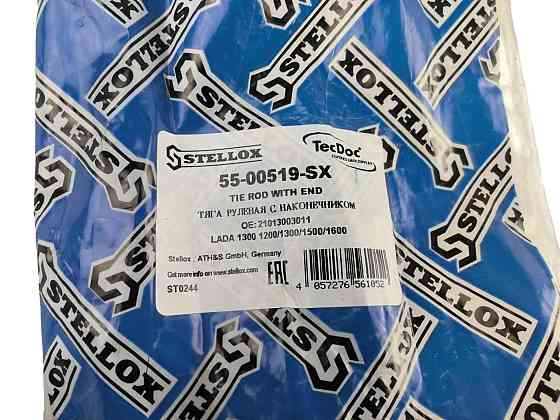 STELLOX
TecDoc
55-00519-SX
TIE ROD WITH END
ТЯГА РУЛЕВАЯ С НАКОНЕЧНИКОМ
OE: 21013003011
LADA 1300 1200/1300/1500/1600
Stellox, ATH&S GmbH, Germany
Get more info on www.stellox.com
ST0244
EAC
4 057276 561052
STELLOX
STELLOX
STELLOX
STELLOX
STELLOX
STELLOX